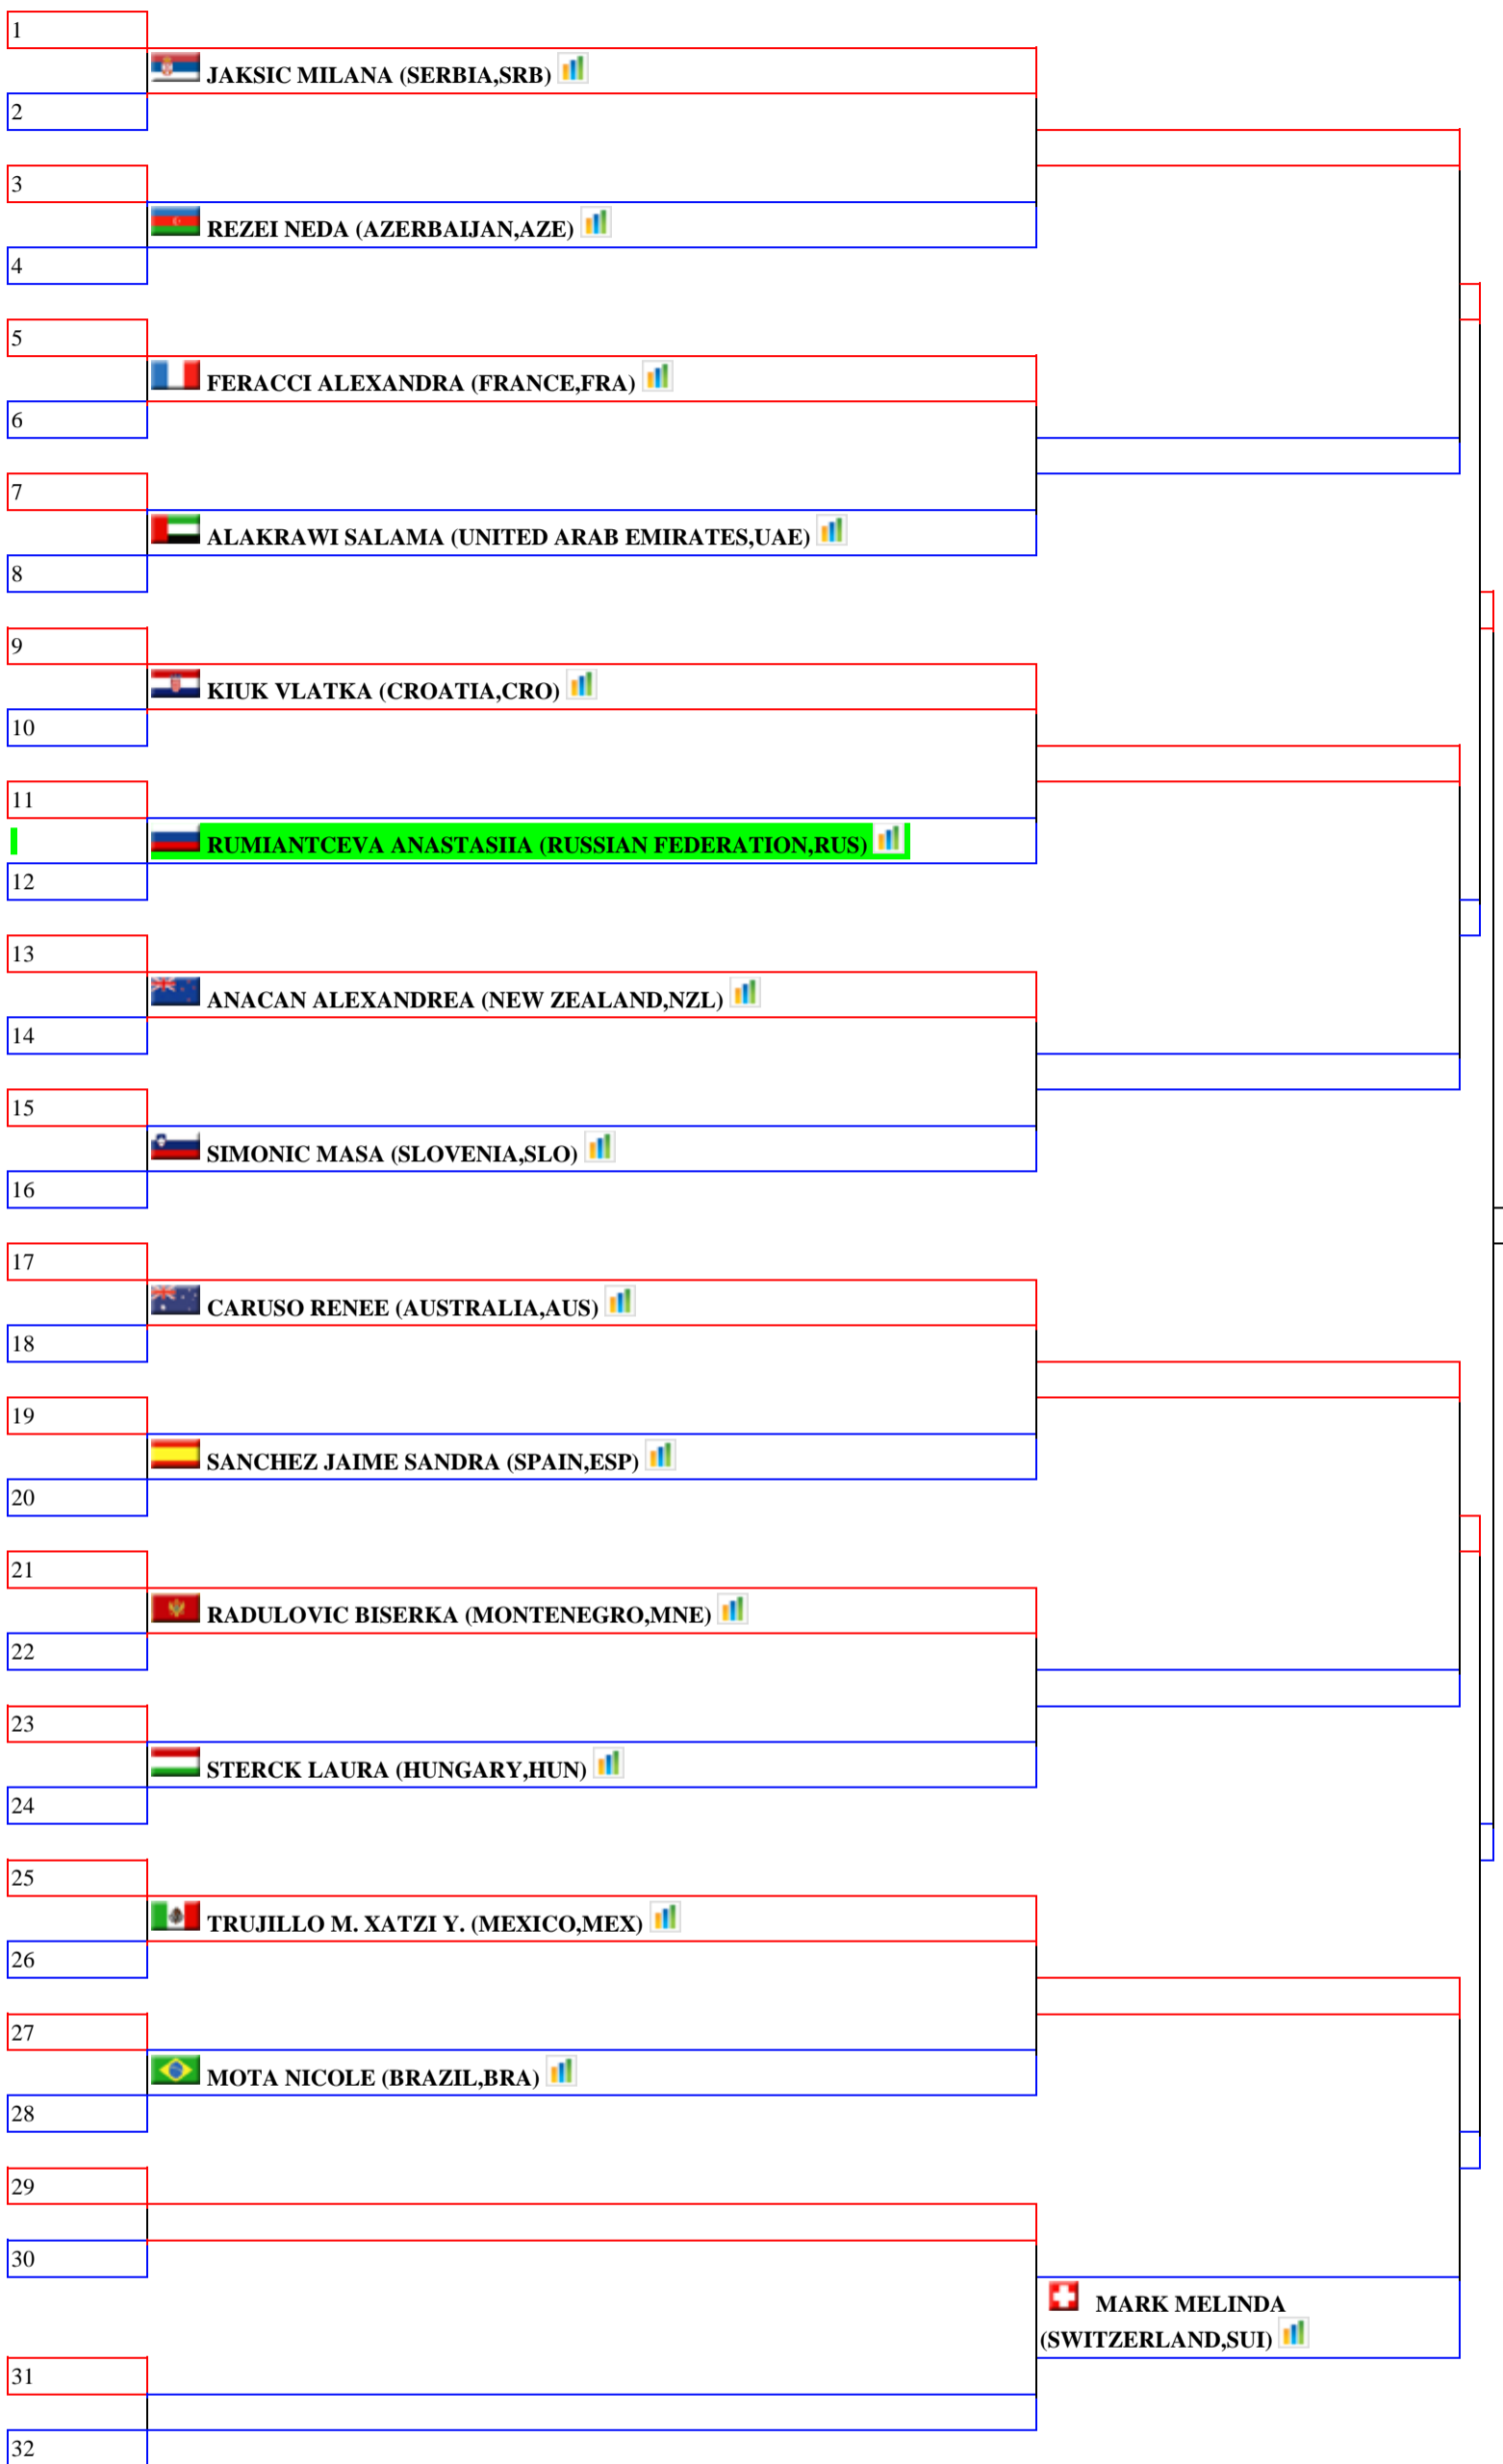 1
JAKSIC MILANA (SERBIA,SRB)
2
3
REZEI NEDA (AZERBAIJAN,AZE)
4
5
FERACCI ALEXANDRA (FRANCE,FRA)
6
7
ALAKRAWI SALAMA (UNITED ARAB EMIRATES,UAE)
8
9
KIUK VLATKA (CROATIA,CRO)
10
11
RUMIANTCEVA ANASTASIIA (RUSSIAN FEDERATION,RUS)
12
13
ANACAN ALEXANDREA (NEW ZEALAND,NZL)
14
15
SIMONIC MASA (SLOVENIA,SLO)
16
17
CARUSO RENEE (AUSTRALIA,AUS)
18
19
SANCHEZ JAIME SANDRA (SPAIN,ESP)
20
21
RADULOVIC BISERKA (MONTENEGRO,MNE)
22
23
STERCK LAURA (HUNGARY,HUN)
24
25
TRUJILLO M. XATZI Y. (MEXICO,MEX)
26
27
MOTA NICOLE (BRAZIL,BRA)
28
29
30
MARK MELINDA
(SWITZERLAND,SUI)
31
32